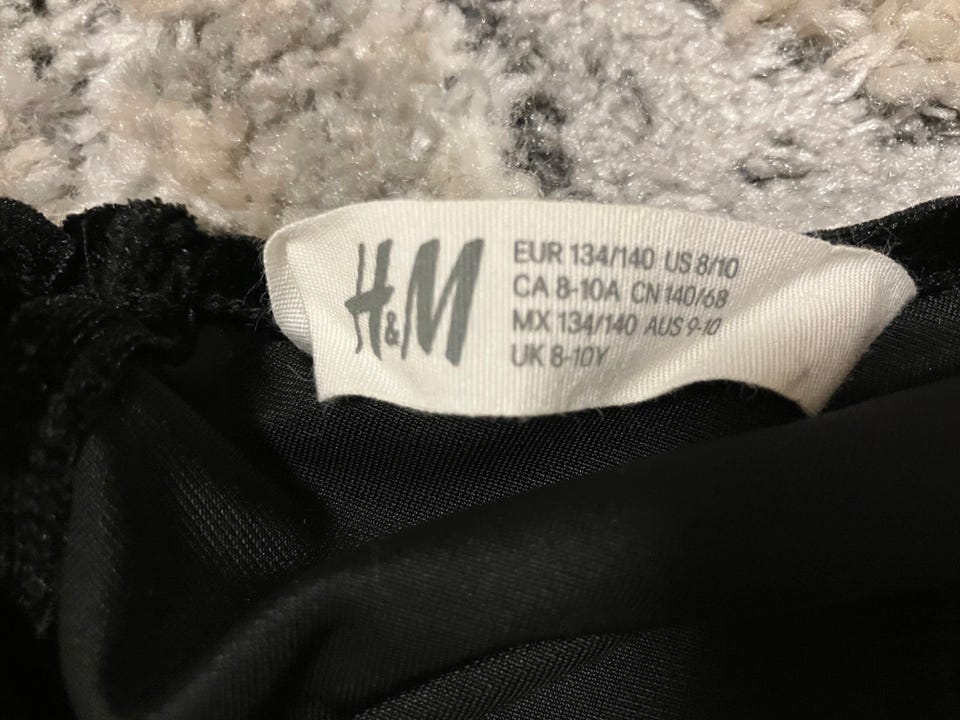 H&M
EUR 134/140 US 8/10
CA 8-10A CN 140/68
MX 134/140 AUS 9-10
UK 8-10Y